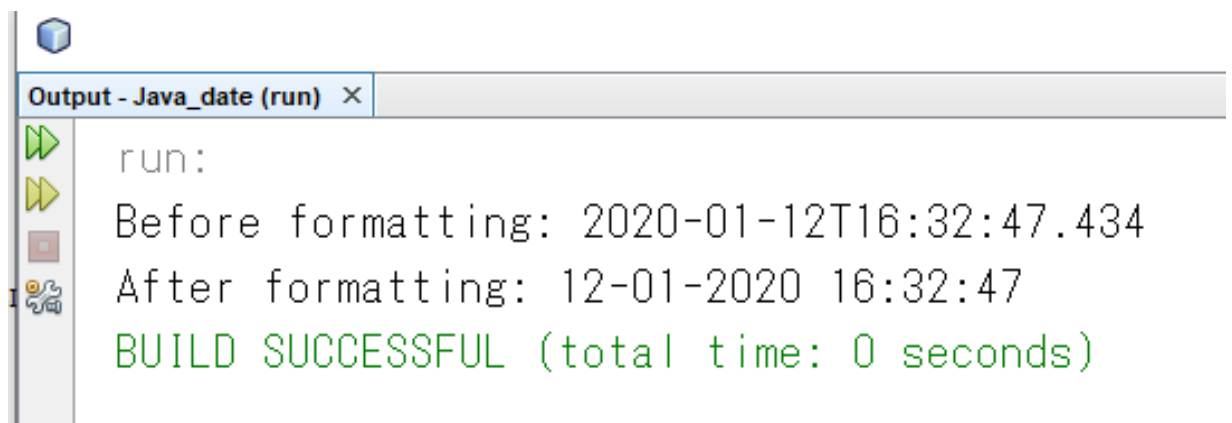 Output - Java_date (run)
run:
Before formatting: 2020-01-12T16:32:47.434
After formatting: 12-01-2020 16:32:47
BUILD SUCCESSFUL (total time: 0 seconds)